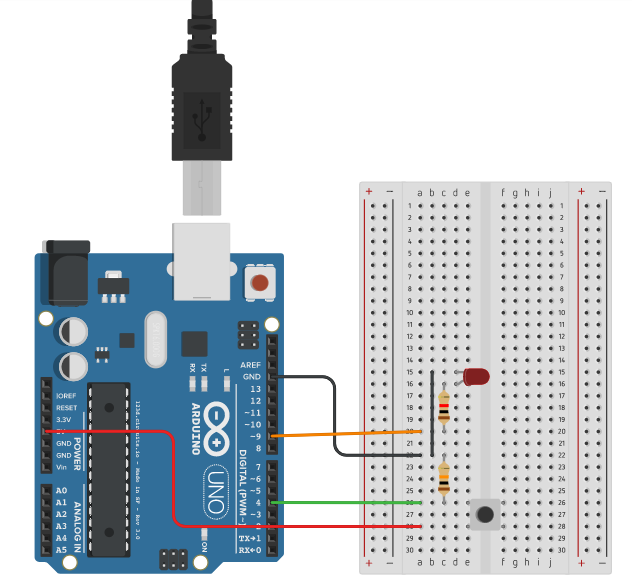 + − a b c d e f g h i j + −
1 1
2 2
3 3
4 4
5 5
6 6
7 7
8 8
9 9
10 10
11 11
12 12
13 13
14 14
15 15
16 16
17 17
18 18
19 19
20 20
21 21
22 22
23 23
24 24
25 25
26 26
27 27
28 28
29 29
30 30
+ − a b c d e f g h i j + −
IOREF
RESET
3.3V
GND
GND
Vin
POWER
A0
A1
A2
A3
A4
A5
ANALOG IN
RX
TX
L
ARDUINO
UNO
ON
AREF
GND
13
12
~11
~10
~9
8
7
~6
~5
4
~3
2
TX→1
RX←0
DIGITAL (PWM~)